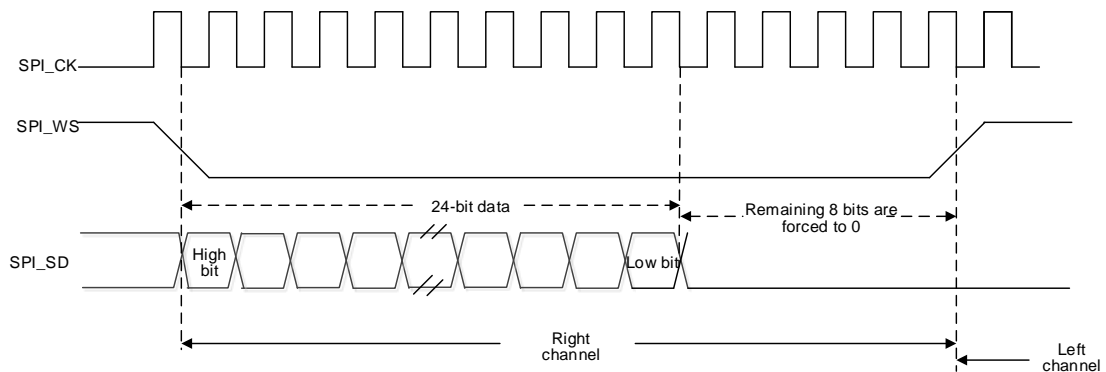 SPI_CK
SPI_WS
24-bit data
Remaining 8 bits are
forced to 0
SPI_SD
High
bit
Low bit
Right
channel
Left
channel